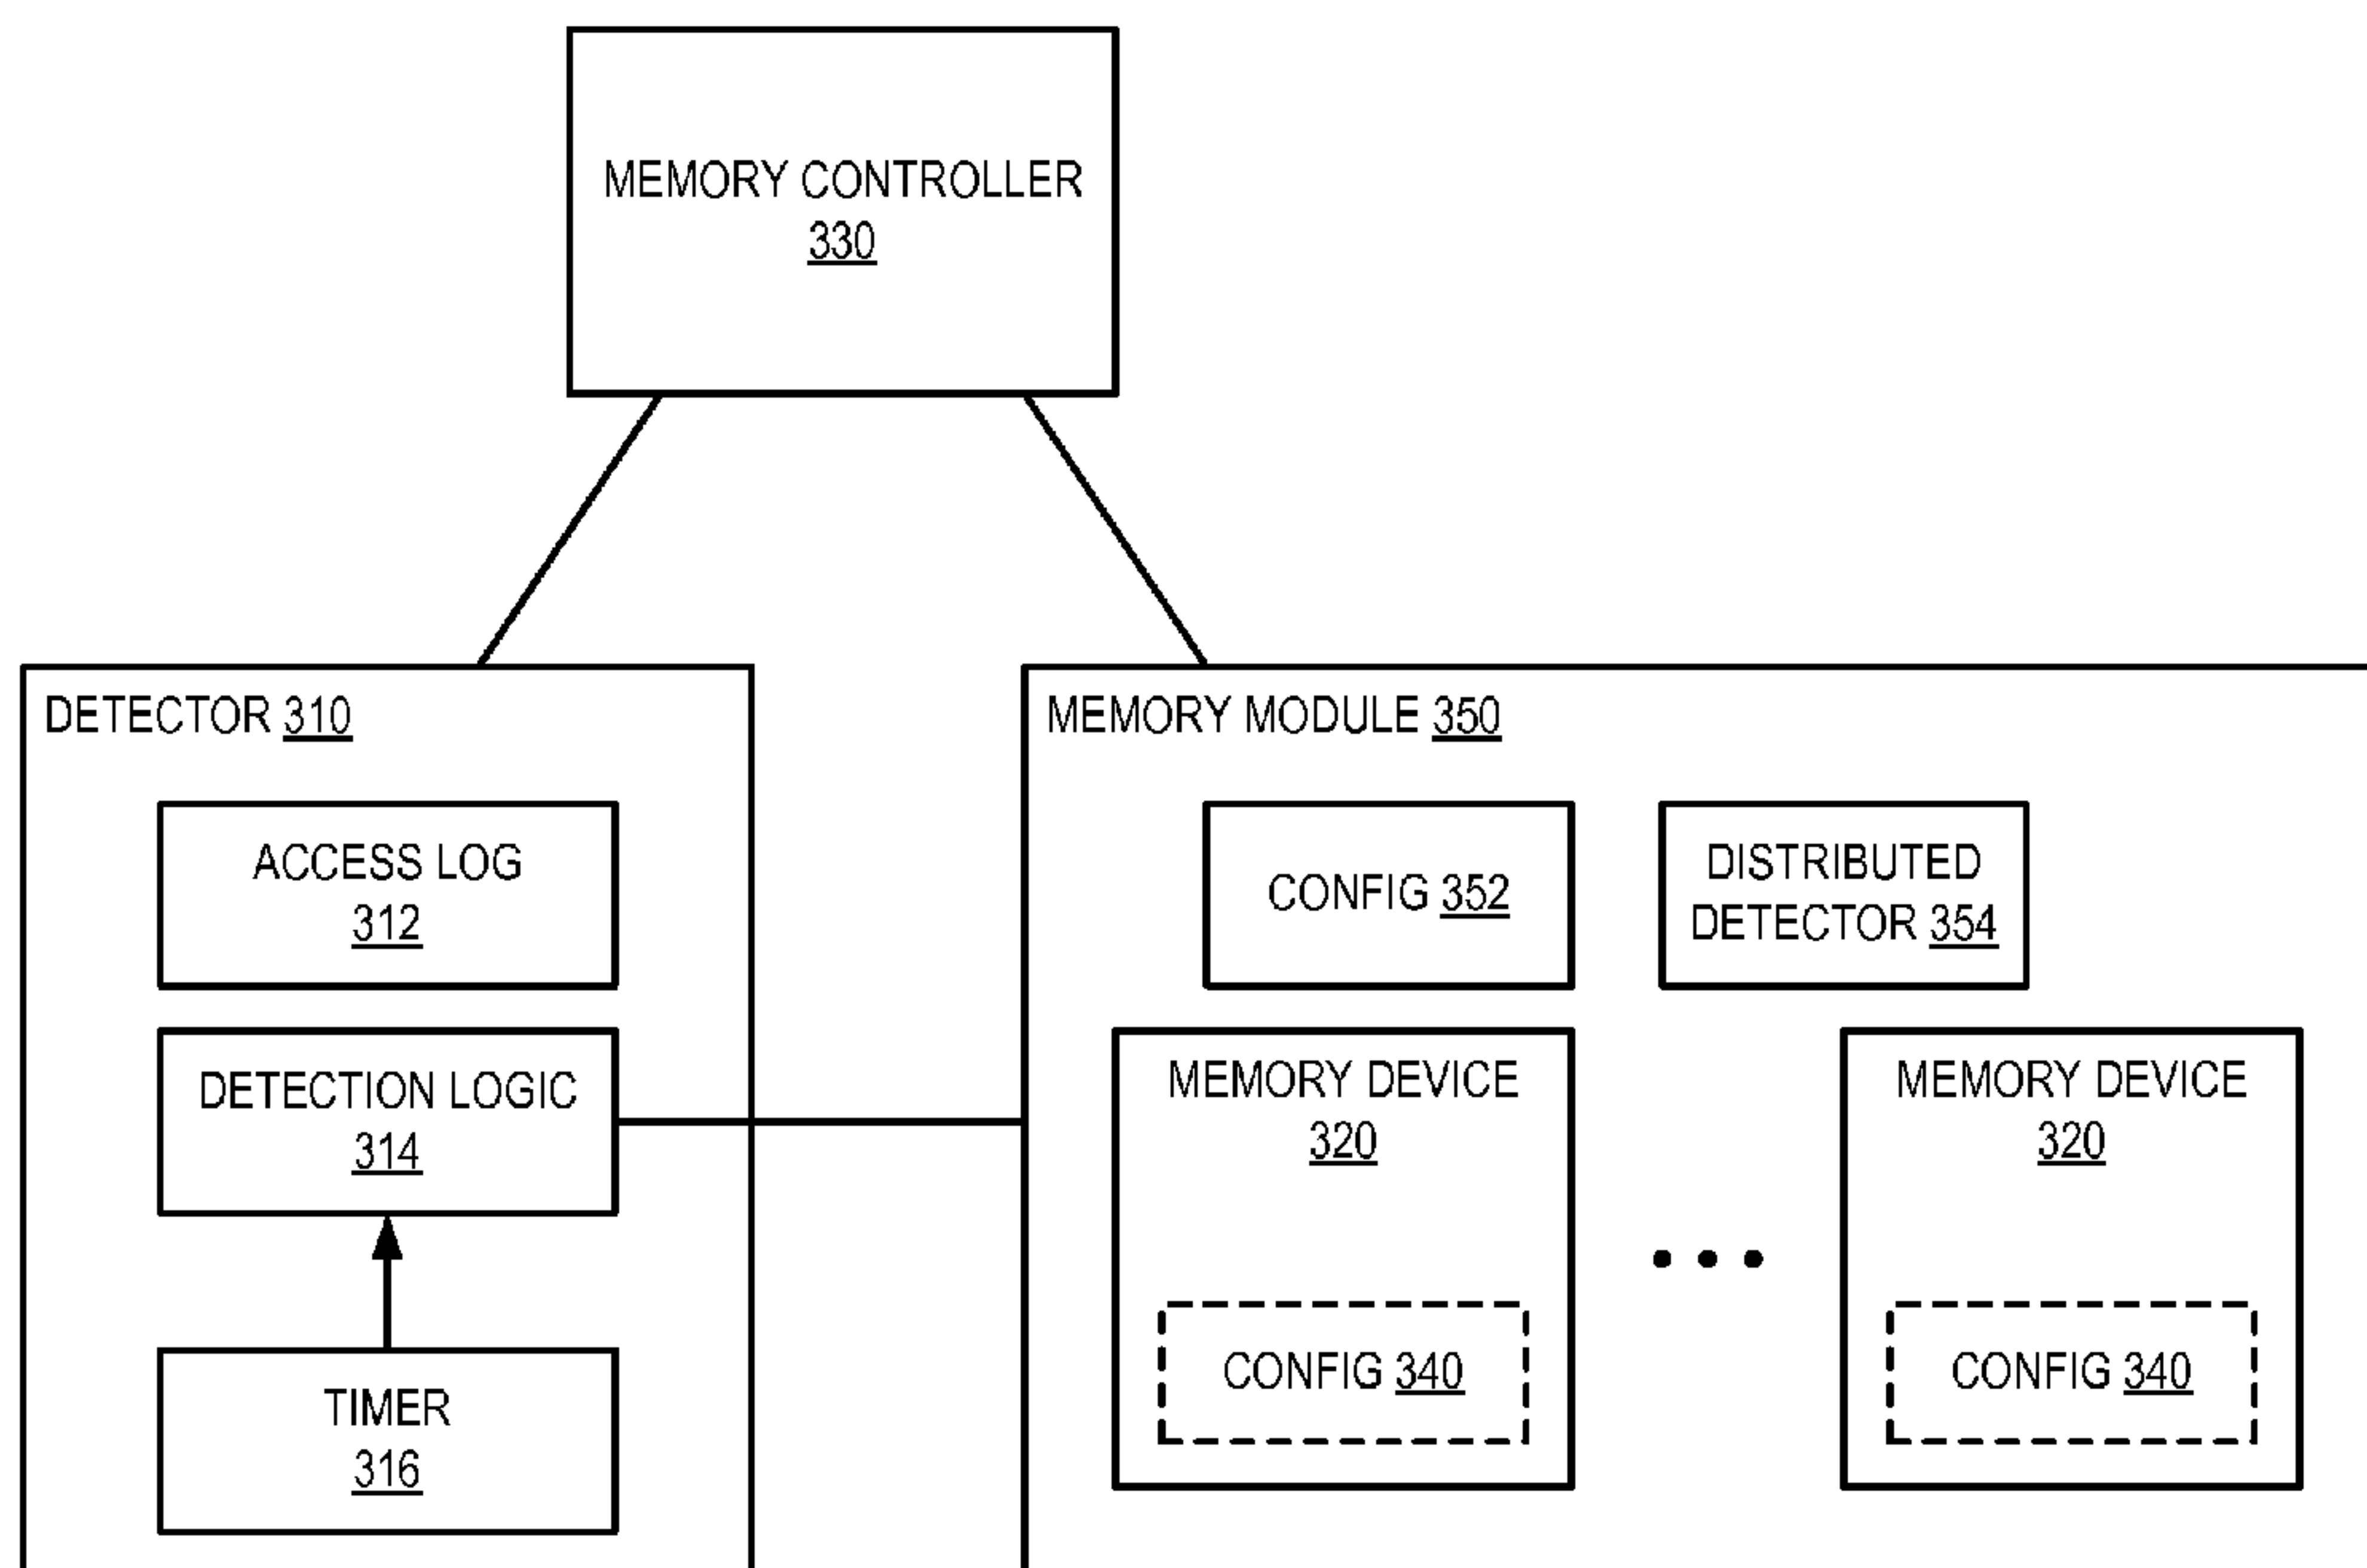 MEMORY CONTROLLER
330
DETECTOR 310
ACCESS LOG
312
DETECTION LOGIC
314
TIMER
316
MEMORY MODULE 350
CONFIG 352
DISTRIBUTED
DETECTOR 354
MEMORY DEVICE
320
CONFIG 340
MEMORY DEVICE
320
CONFIG 340